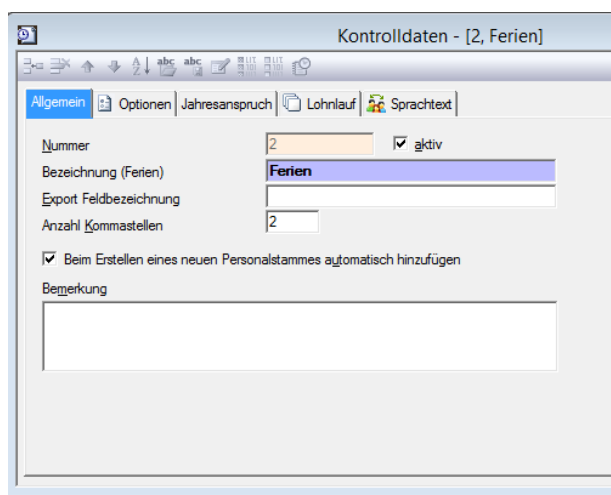 Kontrolldaten - [2, Ferien]
Allgemein Optionen Jahresanspruch Lohnlauf Sprachtext
Nummer 2 aktiv
Bezeichnung (Ferien) Ferien
Export Feldbezeichnung
Anzahl Kommastellen 2
Beim Erstellen eines neuen Personalstammes automatisch hinzufügen
Bemerkung